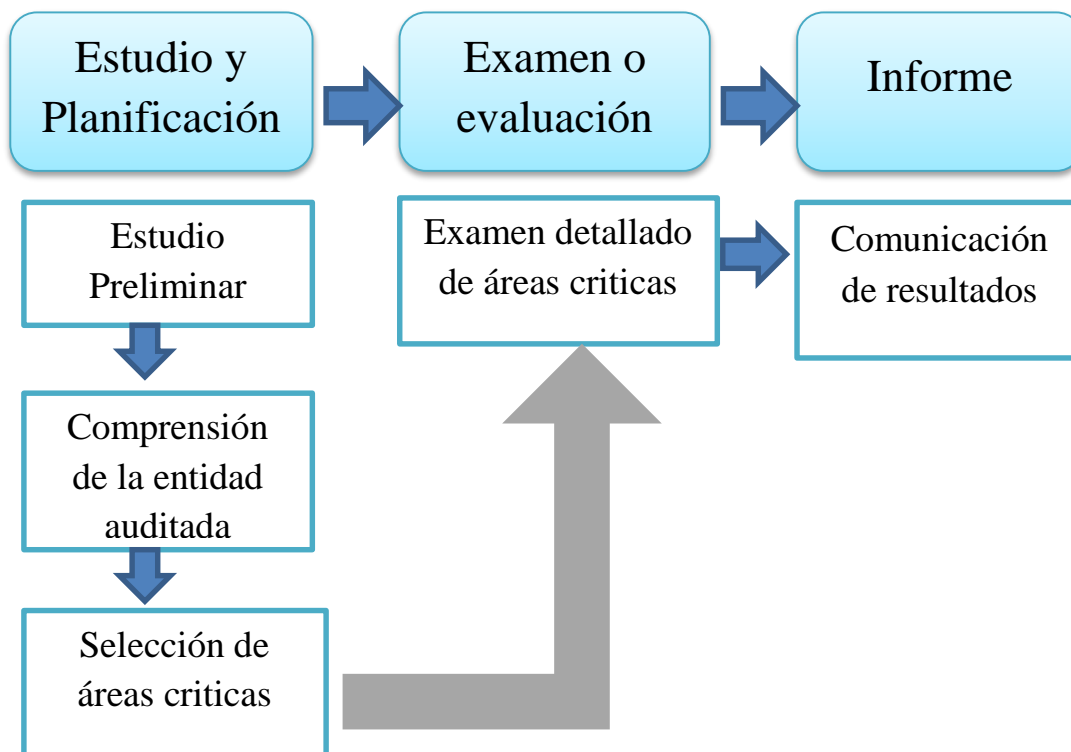 Estudio y
Planificación
Examen o
evaluación
Informe
Estudio
Preliminar
Comprensión
de la entidad
auditada
Selección de
áreas criticas
Examen detallado
de áreas criticas
Comunicación
de resultados